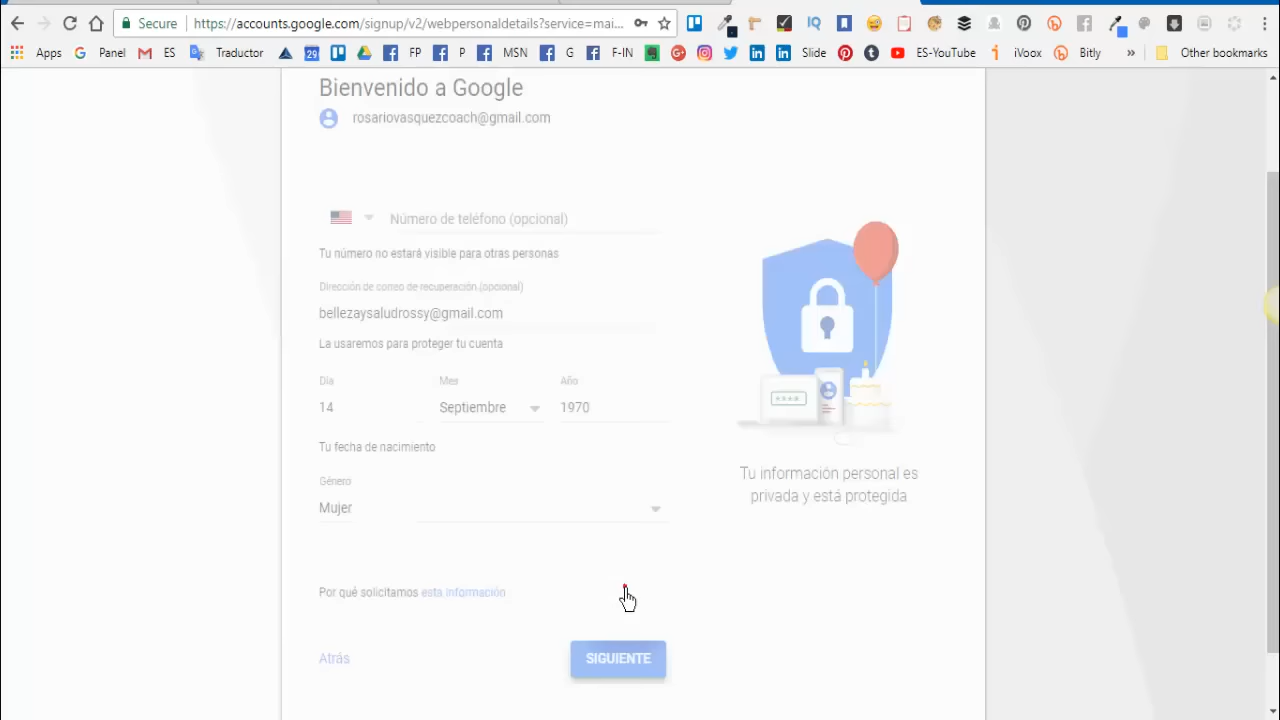 Secure
https://accounts.google.com/signup/v2/webpersonaldetails?service=mai...
Apps Panel ES Traductor 29 FP P MSN G F-IN Slide ES-YouTube iVoox Bitly » Other bookmarks
Bienvenido a Google
rosariovasquezcoach@gmail.com
Número de teléfono (opcional)
Tu número no estará visible para otras personas
Dirección de correo de recuperación (opcional)
bellezaysaludrossy@gmail.com
La usaremos para proteger tu cuenta
Día Mes Año
14 Septiembre 1970
Tu fecha de nacimiento
Género
Mujer
Tu información personal es
privada y está protegida
Por qué solicitamos esta información
Atrás SIGUIENTE